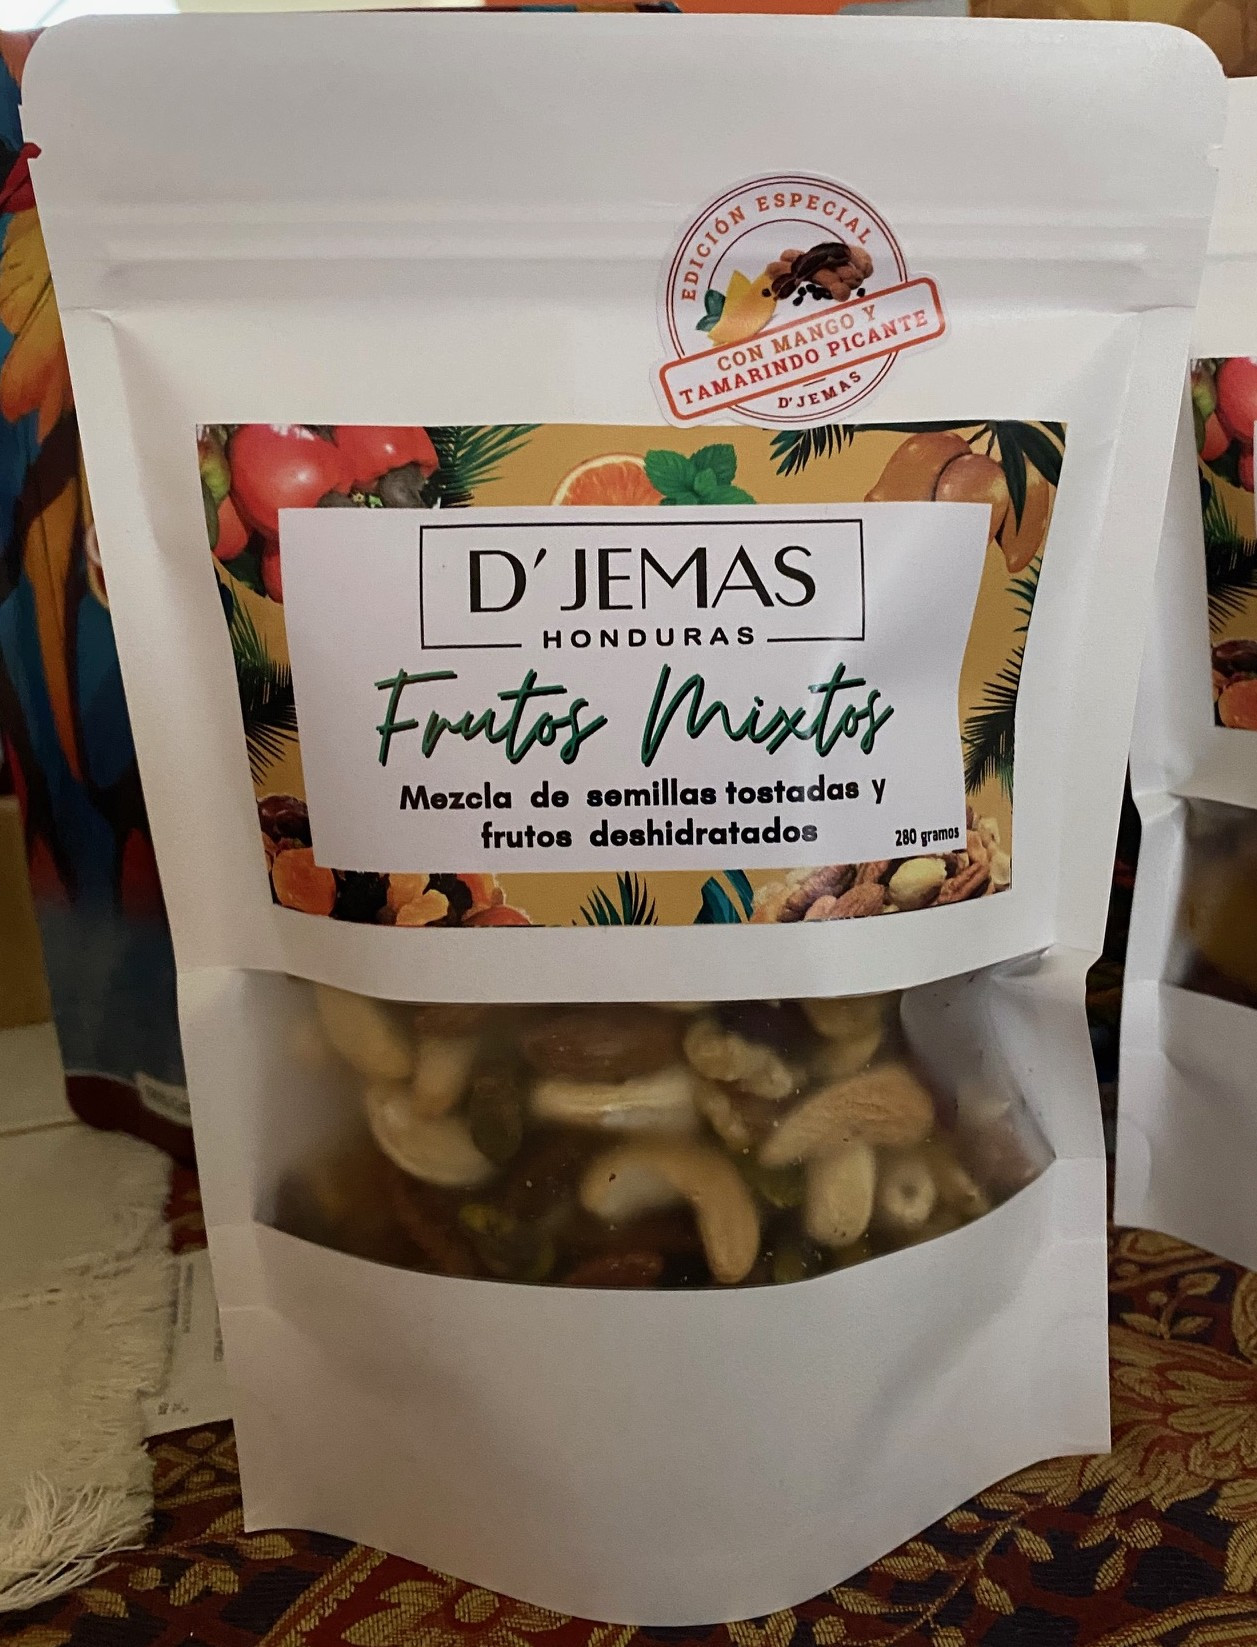 EDICIÓN ESPECIAL
CON MANGO Y
TAMARINDO PICANTE
D'JEMAS
D'JEMAS
HONDURAS
Frutos Mixtos
Mezcla de semillas tostadas y
frutos deshidratados
280 gramos